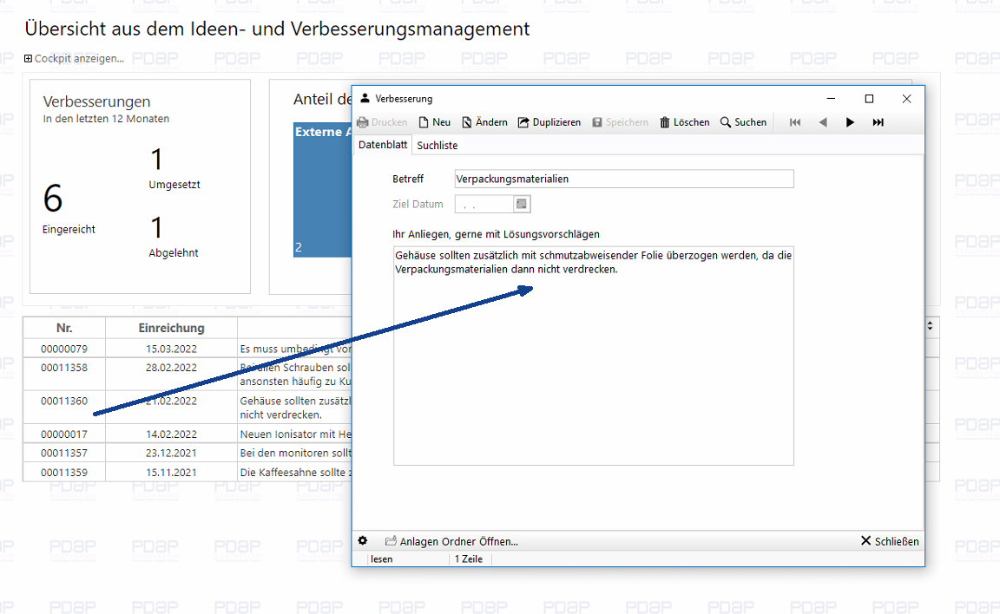 Übersicht aus dem Ideen- und Verbesserungsmanagement
Cockpit anzeigen...
Verbesserungen
In den letzten 12 Monaten
6
Eingereicht
1
Umgesetzt
1
Abgelehnt
Anteil de
Externe A
2
Nr. Einreichung
00000079 15.03.2022 Es muss umbedingt vor
00011358 28.02.2022 Bei allen Schrauben sol
ansonsten häufig zu Ku
00011360 21.02.2022 Gehäuse sollten zusätzl
nicht verdrecken.
00000017 14.02.2022 Neuen Ionisator mit He
00011357 23.12.2021 Bei den monitoren sollt
00011359 15.11.2021 Die Kaffeesahne sollte z
Verbesserung
Drucken Neu Ändern Duplizieren Speichern Löschen Suchen
Datenblatt Suchliste
Betreff Verpackungsmaterialien
Ziel Datum . .
Ihr Anliegen, gerne mit Lösungsvorschlägen
Gehäuse sollten zusätzlich mit schmutzabweisender Folie überzogen werden, da die
Verpackungsmaterialien dann nicht verdrecken.
Anlagen Ordner Öffnen... Schließen
lesen 1 Zeile
PDAP